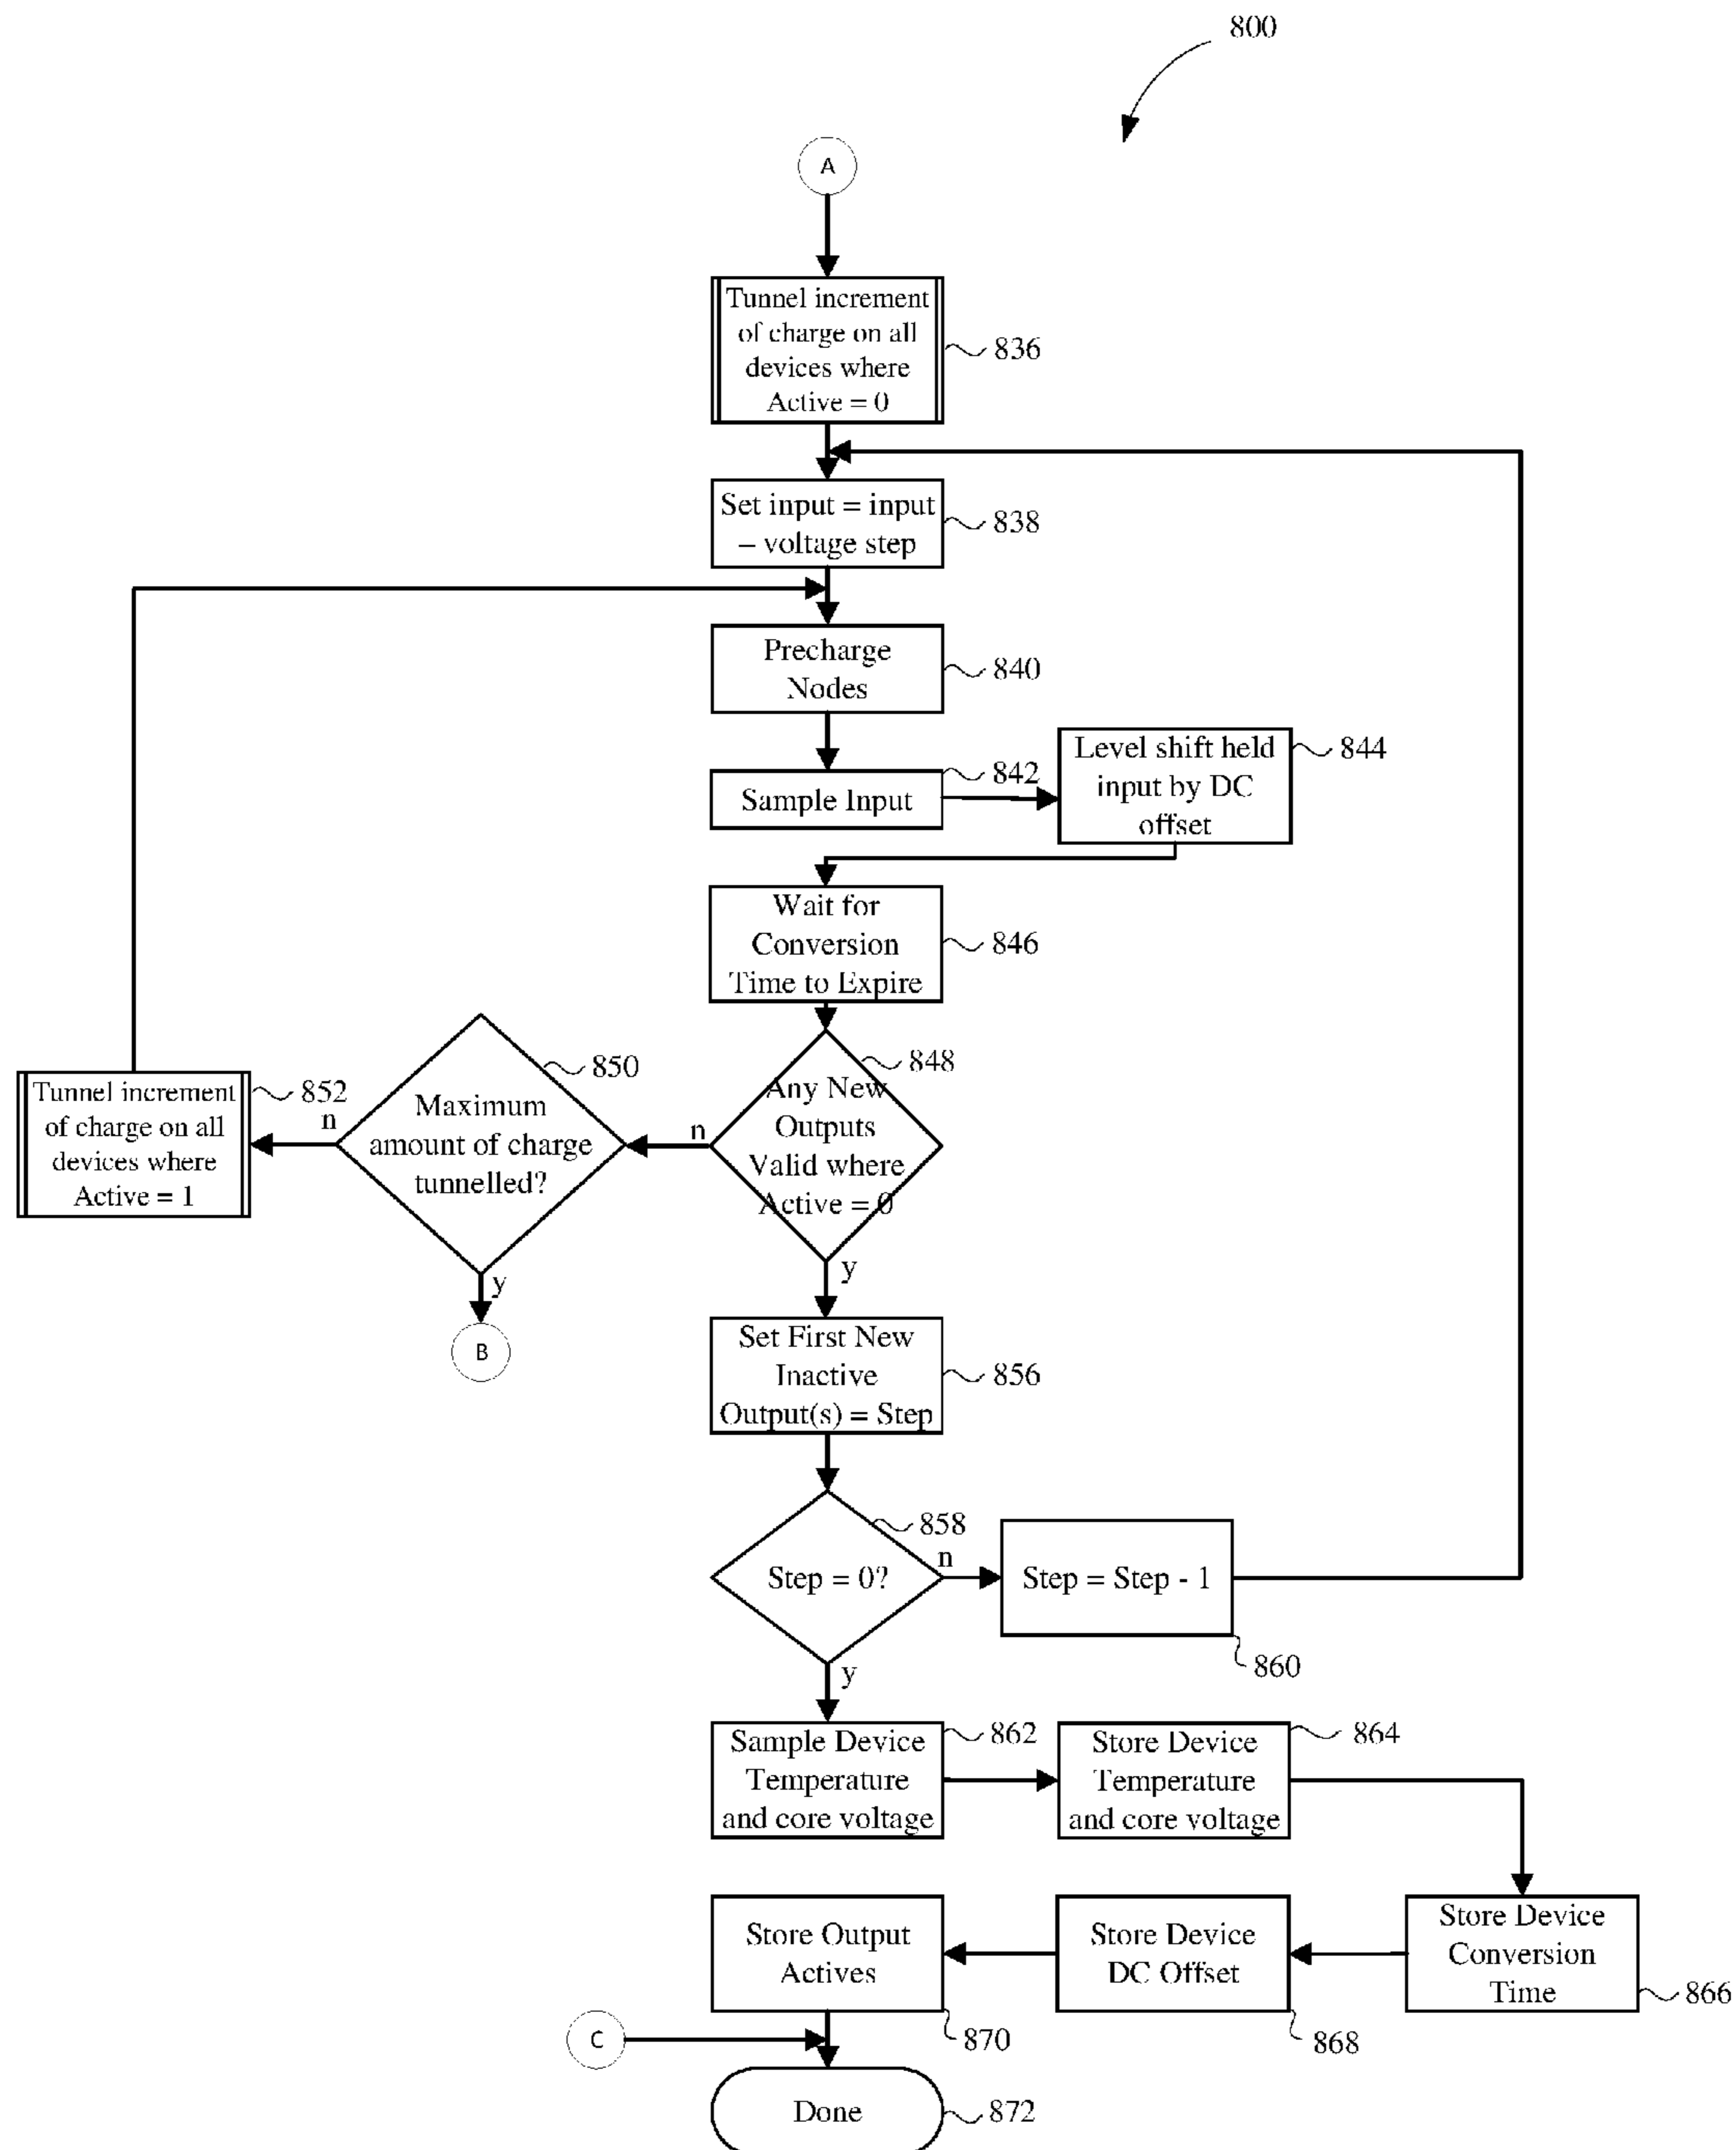 800
A
Tunnel increment
of charge on all
devices where
Active = 0
836
Set input = input
– voltage step
838
Precharge
Nodes
840
Sample Input
842
Level shift held
input by DC
offset
844
Wait for
Conversion
Time to Expire
846
Any New
Outputs
Valid where
Active = 0
848
n
y
Maximum
amount of charge
tunnelled?
850
n
y
Tunnel increment
of charge on all
devices where
Active = 1
852
B
Set First New
Inactive
Output(s) = Step
856
Step = 0?
858
n
y
Step = Step - 1
860
Sample Device
Temperature
and core voltage
862
Store Device
Temperature
and core voltage
864
Store Device
Conversion
Time
866
Store Device
DC Offset
868
Store Output
Actives
870
C
Done
872